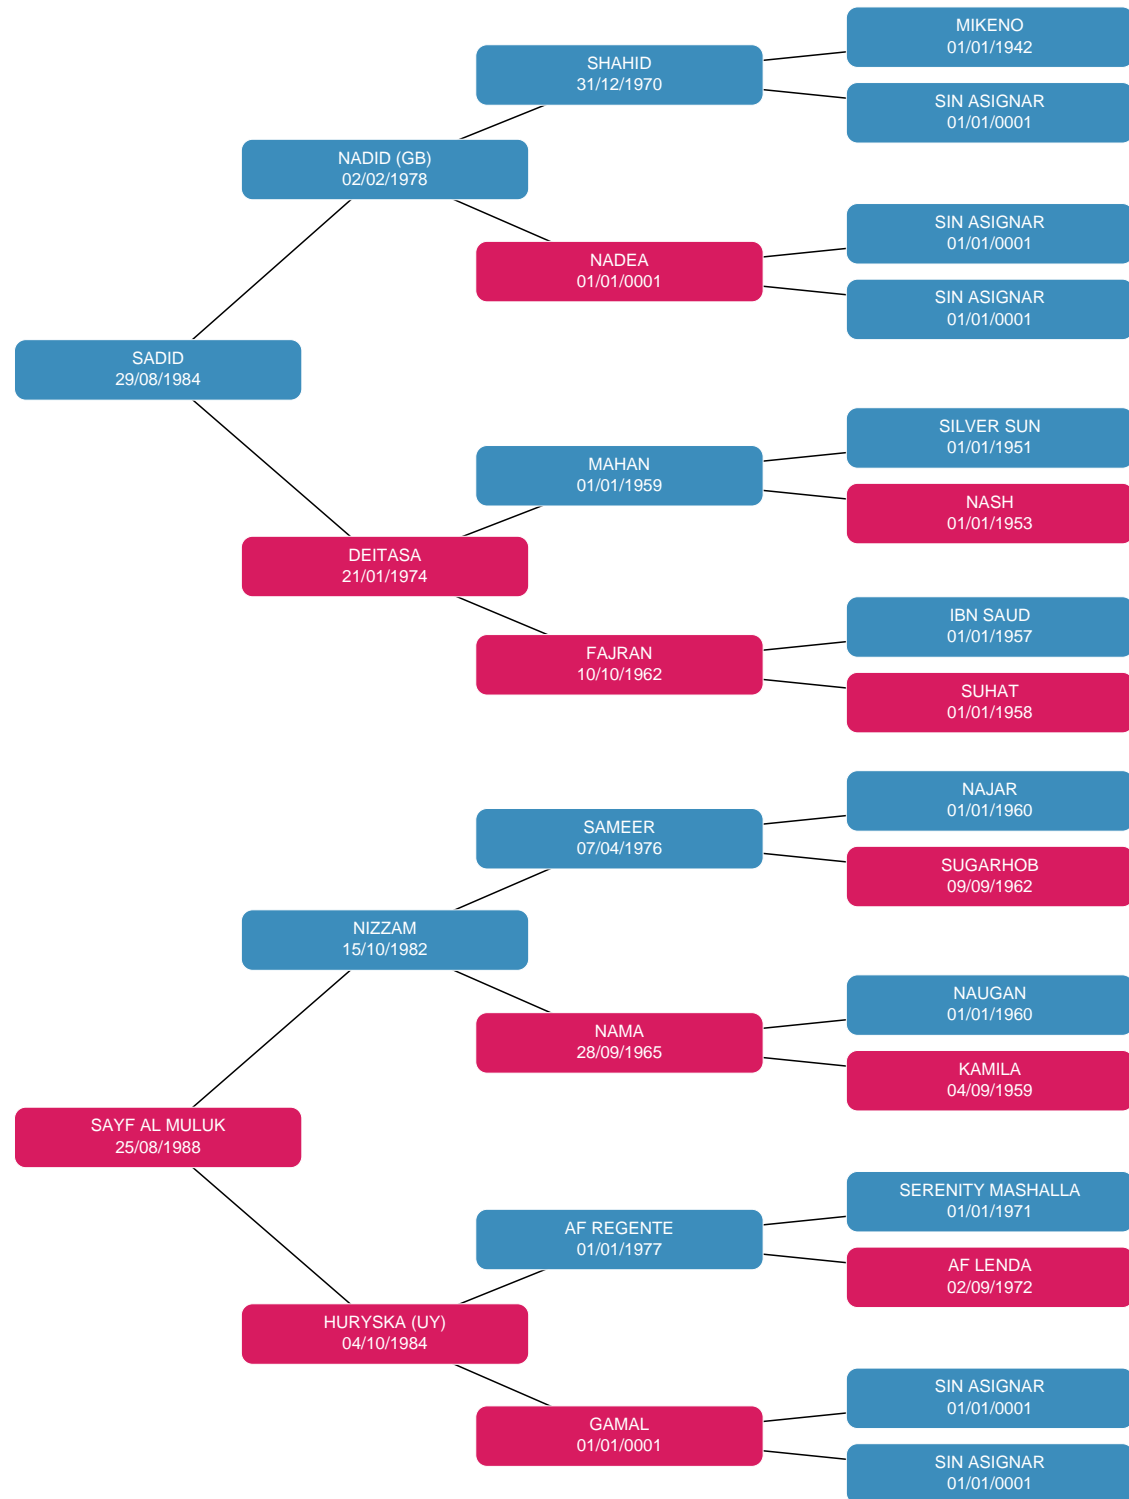 MIKENO
01/01/1942
SHAHID
31/12/1970
SIN ASIGNAR
01/01/0001
NADID (GB)
02/02/1978
SIN ASIGNAR
01/01/0001
NADEA
01/01/0001
SIN ASIGNAR
01/01/0001
SADID
29/08/1984
SILVER SUN
01/01/1951
MAHAN
01/01/1959
NASH
01/01/1953
DEITASA
21/01/1974
IBN SAUD
01/01/1957
FAJRAN
10/10/1962
SUHAT
01/01/1958
NAJAR
01/01/1960
SAMEER
07/04/1976
SUGARHOB
09/09/1962
NIZZAM
15/10/1982
NAUGAN
01/01/1960
NAMA
28/09/1965
KAMILA
04/09/1959
SAYF AL MULUK
25/08/1988
SERENITY MASHALLA
01/01/1971
AF REGENTE
01/01/1977
AF LENDA
02/09/1972
HURYSKA (UY)
04/10/1984
SIN ASIGNAR
01/01/0001
GAMAL
01/01/0001
SIN ASIGNAR
01/01/0001